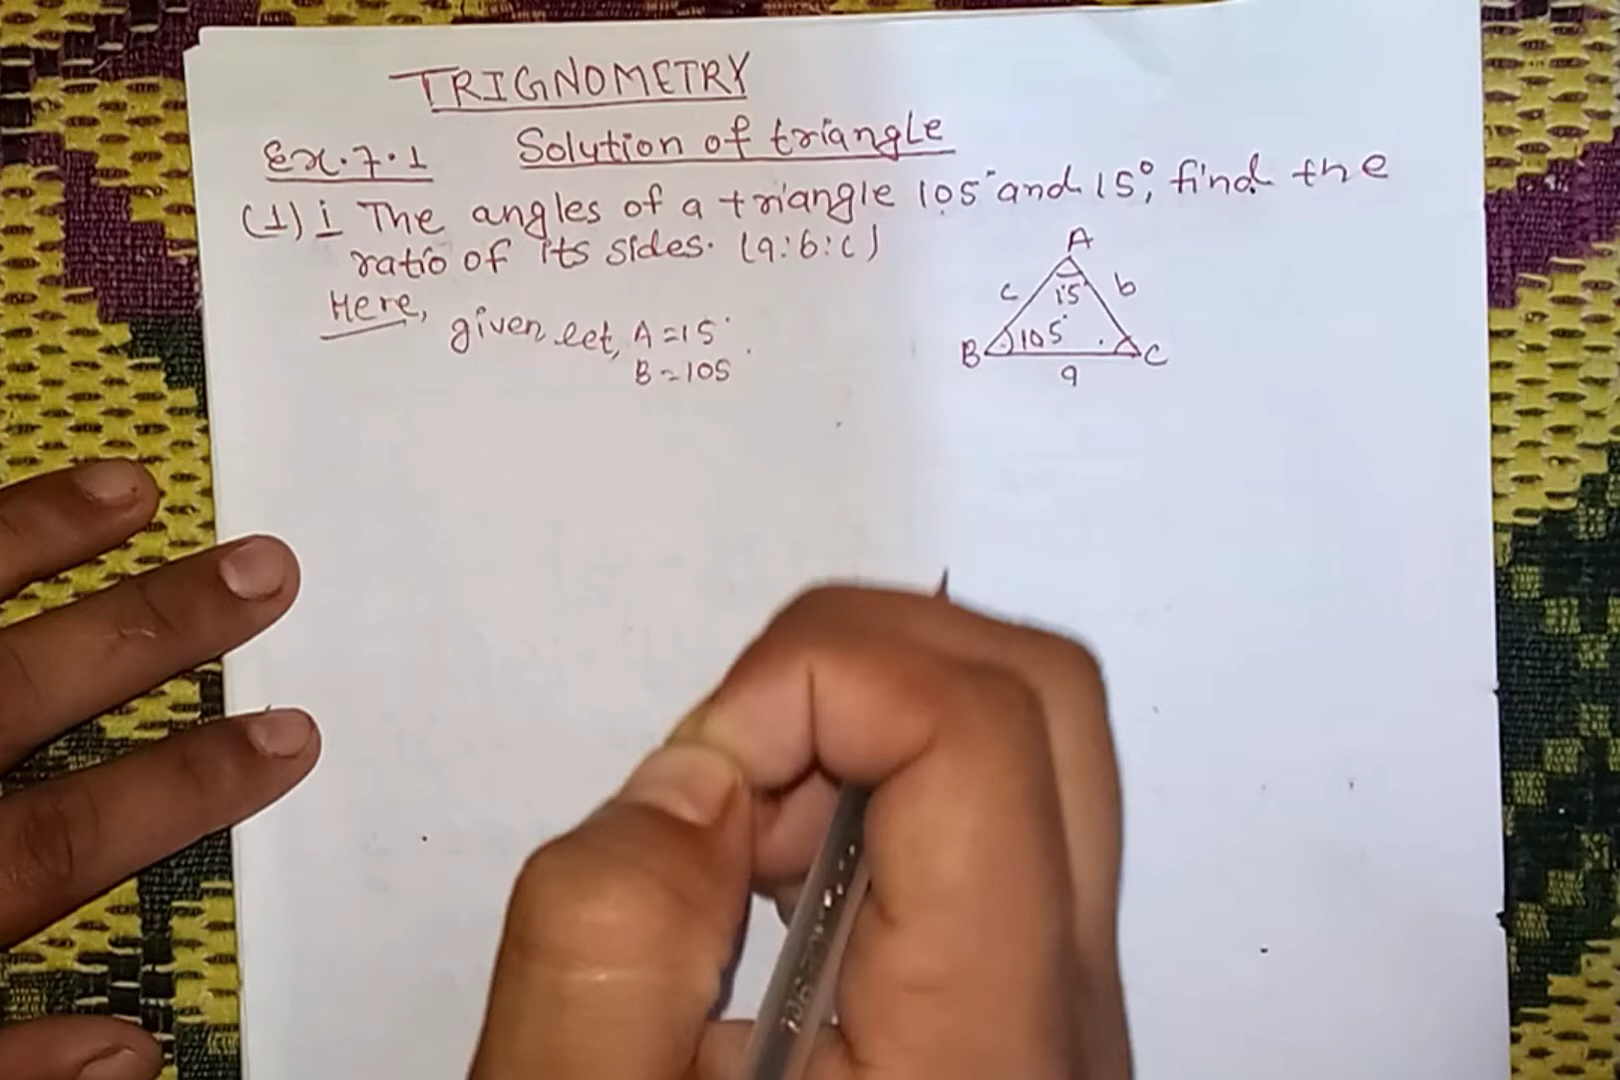 TRIGNOMETRY
Ex.7.1 Solution of triangle
(1) i The angles of a triangle 105° and 15°, find the
ratio of its sides. (a:b:c)
Here,
given let, A = 15°
B = 105°
A
c 15° b
B 105° C
a